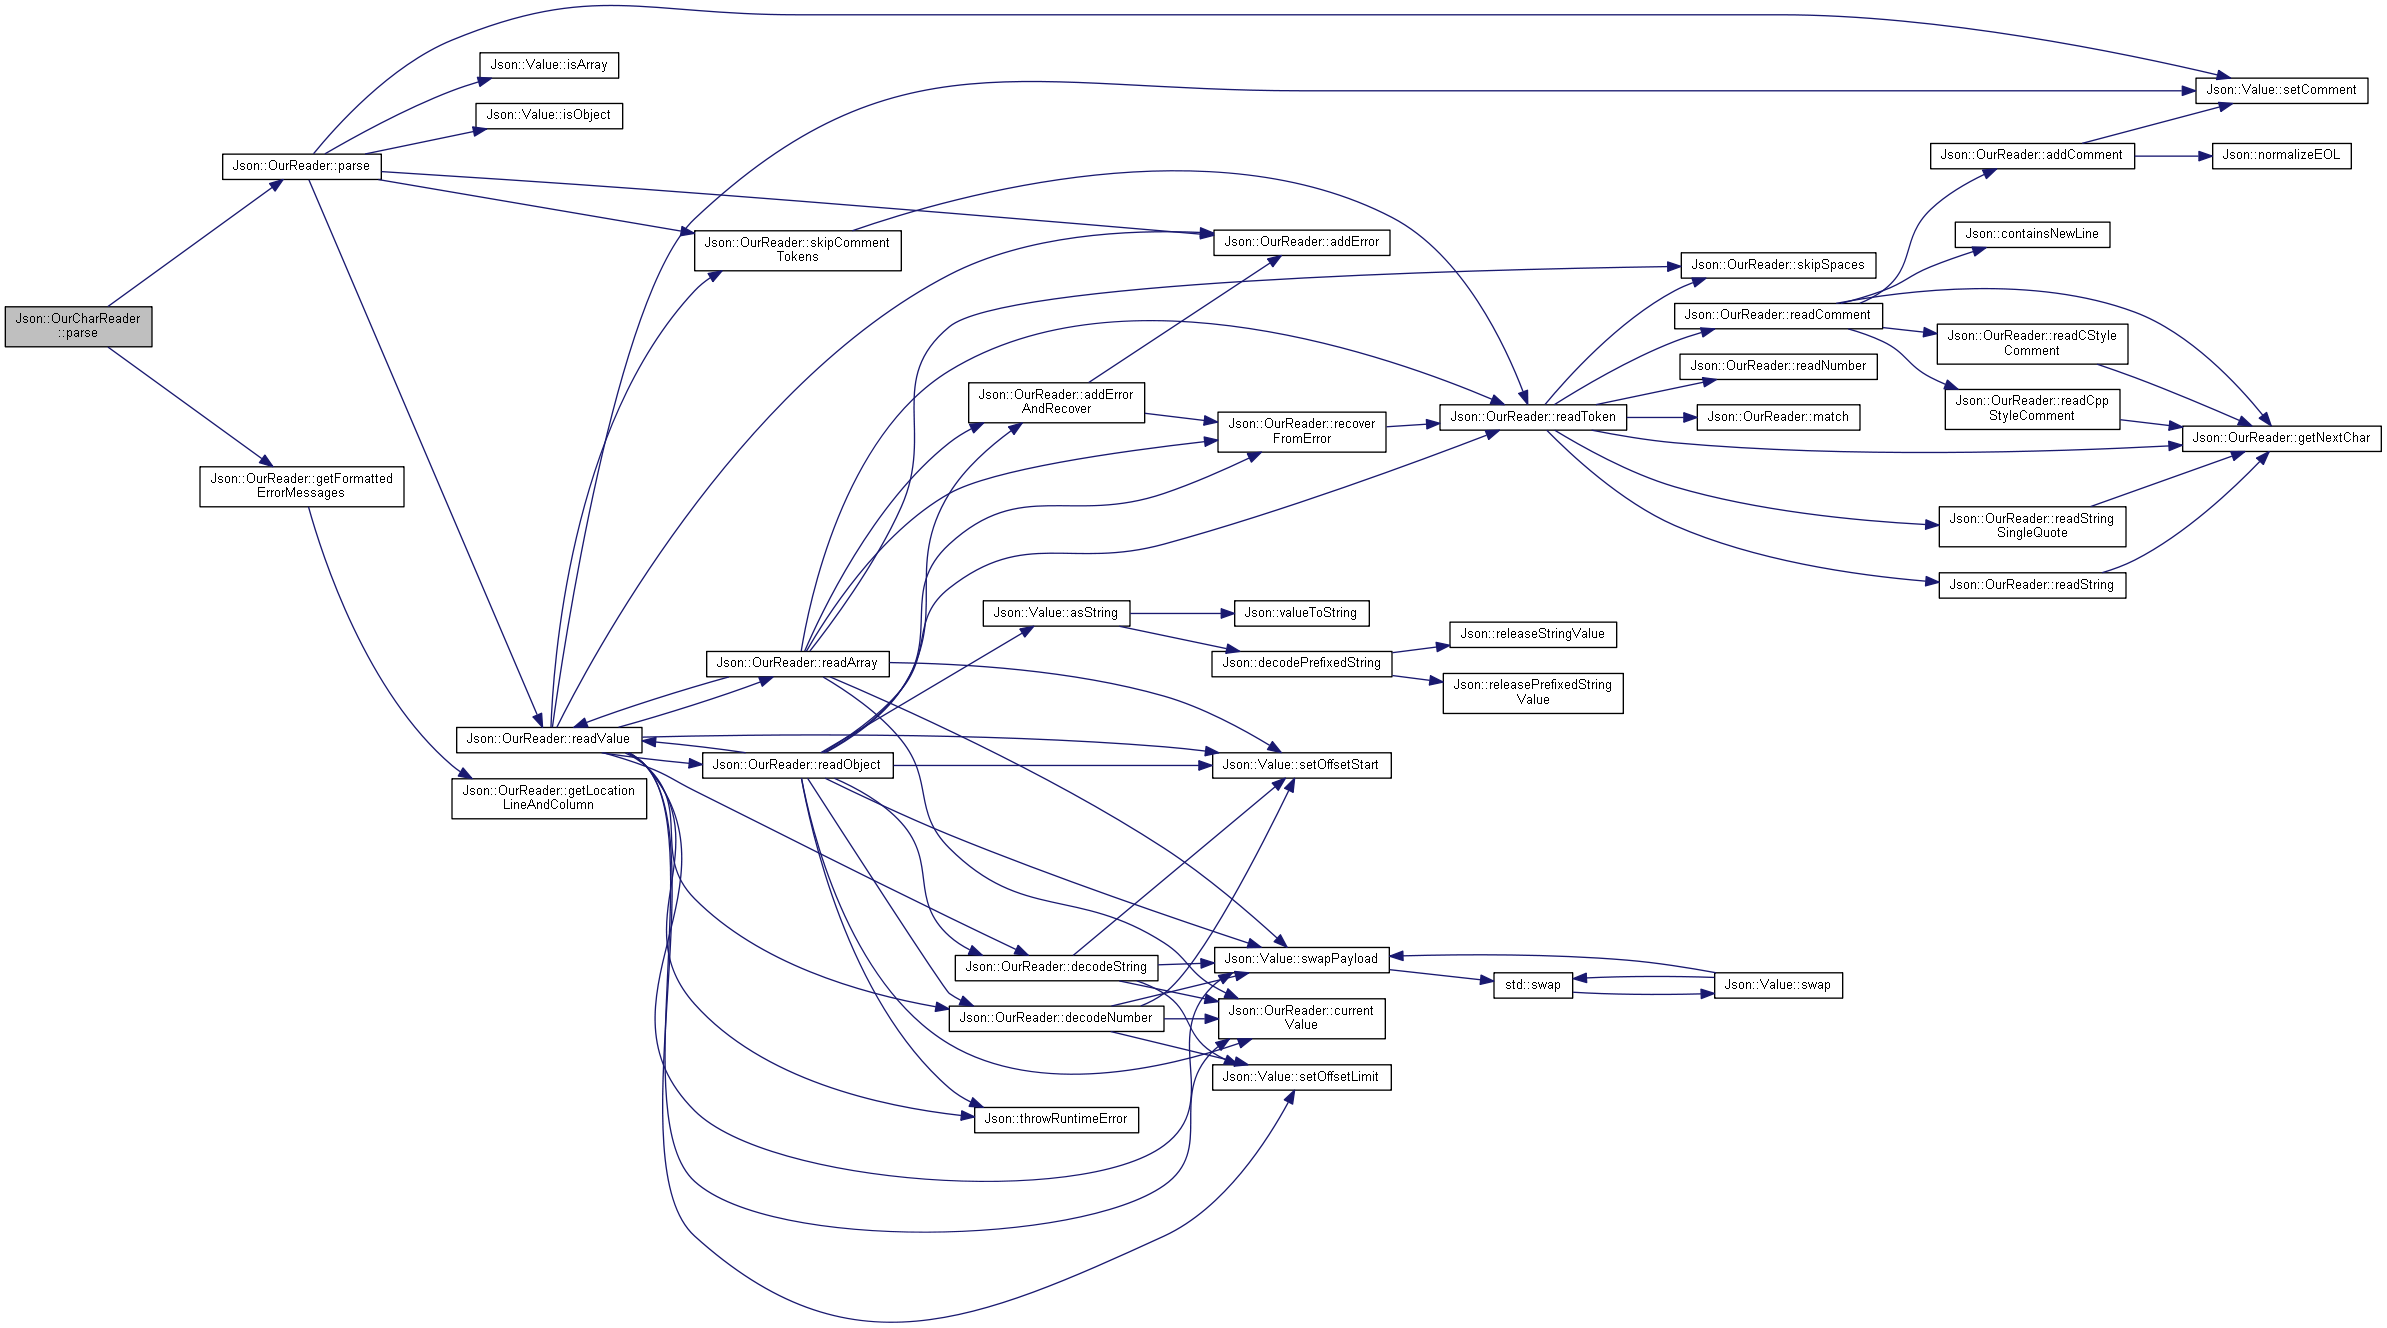 Json::OurCharReader
::parse
Json::OurReader::parse
Json::OurReader::getFormatted
ErrorMessages
Json::Value::isArray
Json::Value::isObject
Json::OurReader::readValue
Json::OurReader::getLocation
LineAndColumn
Json::OurReader::skipComment
Tokens
Json::OurReader::readArray
Json::OurReader::readObject
Json::OurReader::addError
AndRecover
Json::Value::asString
Json::OurReader::decodeString
Json::OurReader::decodeNumber
Json::throwRuntimeError
Json::OurReader::addError
Json::OurReader::recover
FromError
Json::valueToString
Json::decodePrefixedString
Json::Value::setOffsetStart
Json::Value::swapPayload
Json::OurReader::current
Value
Json::Value::setOffsetLimit
Json::OurReader::readToken
Json::releaseStringValue
Json::releasePrefixedString
Value
std::swap
Json::Value::swap
Json::OurReader::skipSpaces
Json::OurReader::readComment
Json::OurReader::readNumber
Json::OurReader::match
Json::OurReader::addComment
Json::containsNewLine
Json::OurReader::readCStyle
Comment
Json::OurReader::readCpp
StyleComment
Json::OurReader::readString
SingleQuote
Json::OurReader::readString
Json::Value::setComment
Json::normalizeEOL
Json::OurReader::getNextChar